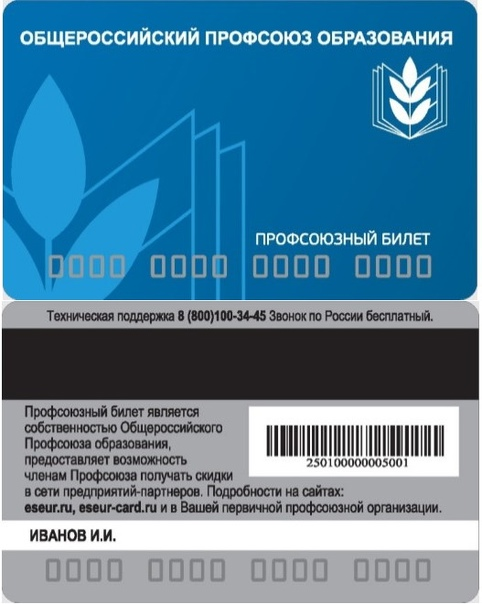 ОБЩЕРОССИЙСКИЙ ПРОФСОЮЗ ОБРАЗОВАНИЯ
ПРОФСОЮЗНЫЙ БИЛЕТ
0000 0000 0000 0000
Техническая поддержка 8 (800)100-34-45 Звонок по России бесплатный.
Профсоюзный билет является
собственностью Общероссийского
Профсоюза образования,
предоставляет возможность
членам Профсоюза получать скидки
в сети предприятий-партнеров. Подробности на сайтах:
eseur.ru, eseur-card.ru и в Вашей первичной профсоюзной организации.
250100000005001
ИВАНОВ И.И.
0000 0000 0000 0000